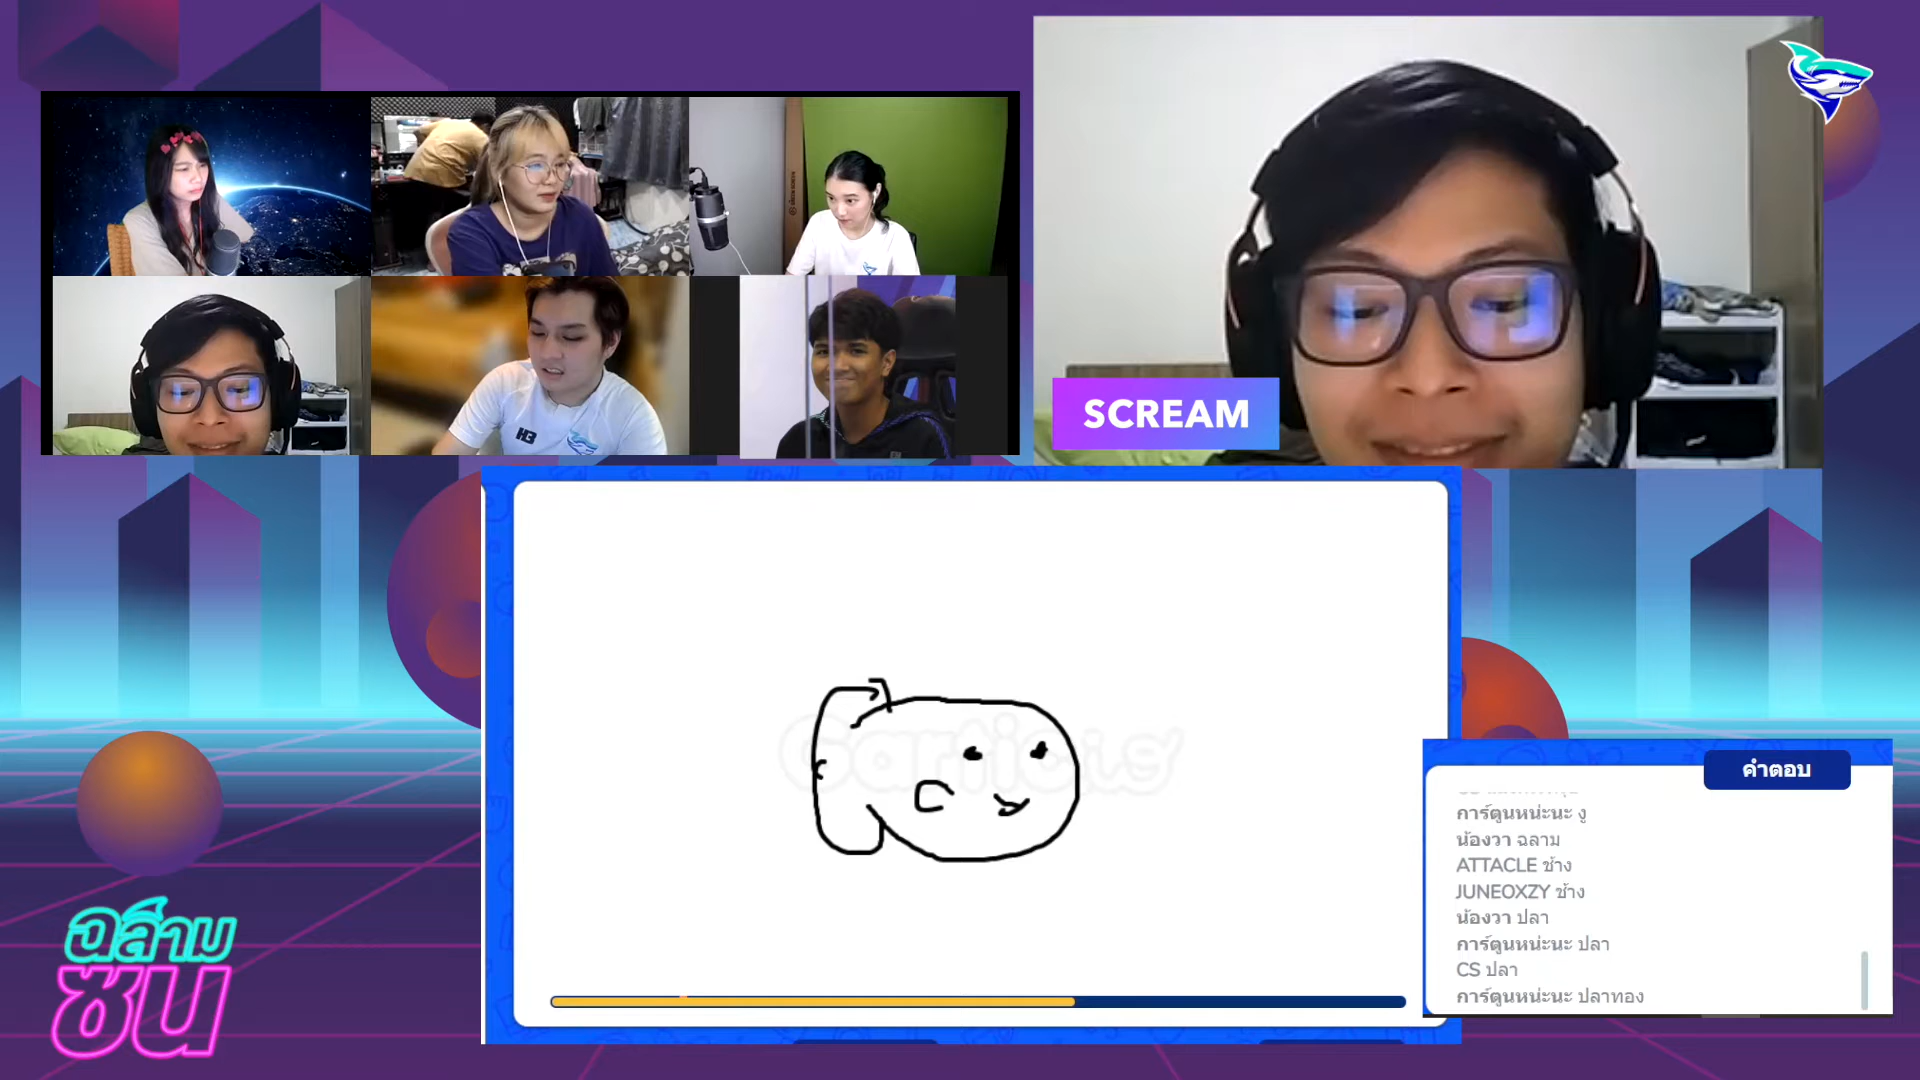 SCREAM
H3
Gartic.io
คำตอบ
การ์ตูนหน่ะนะ งู
น้องวา ฉลาม
ATTACLE ช้าง
JUNEOXZY ช้าง
น้องวา ปลา
การ์ตูนหน่ะนะ ปลา
CS ปลา
การ์ตูนหน่ะนะ ปลาทอง
ฉลาม
ซน